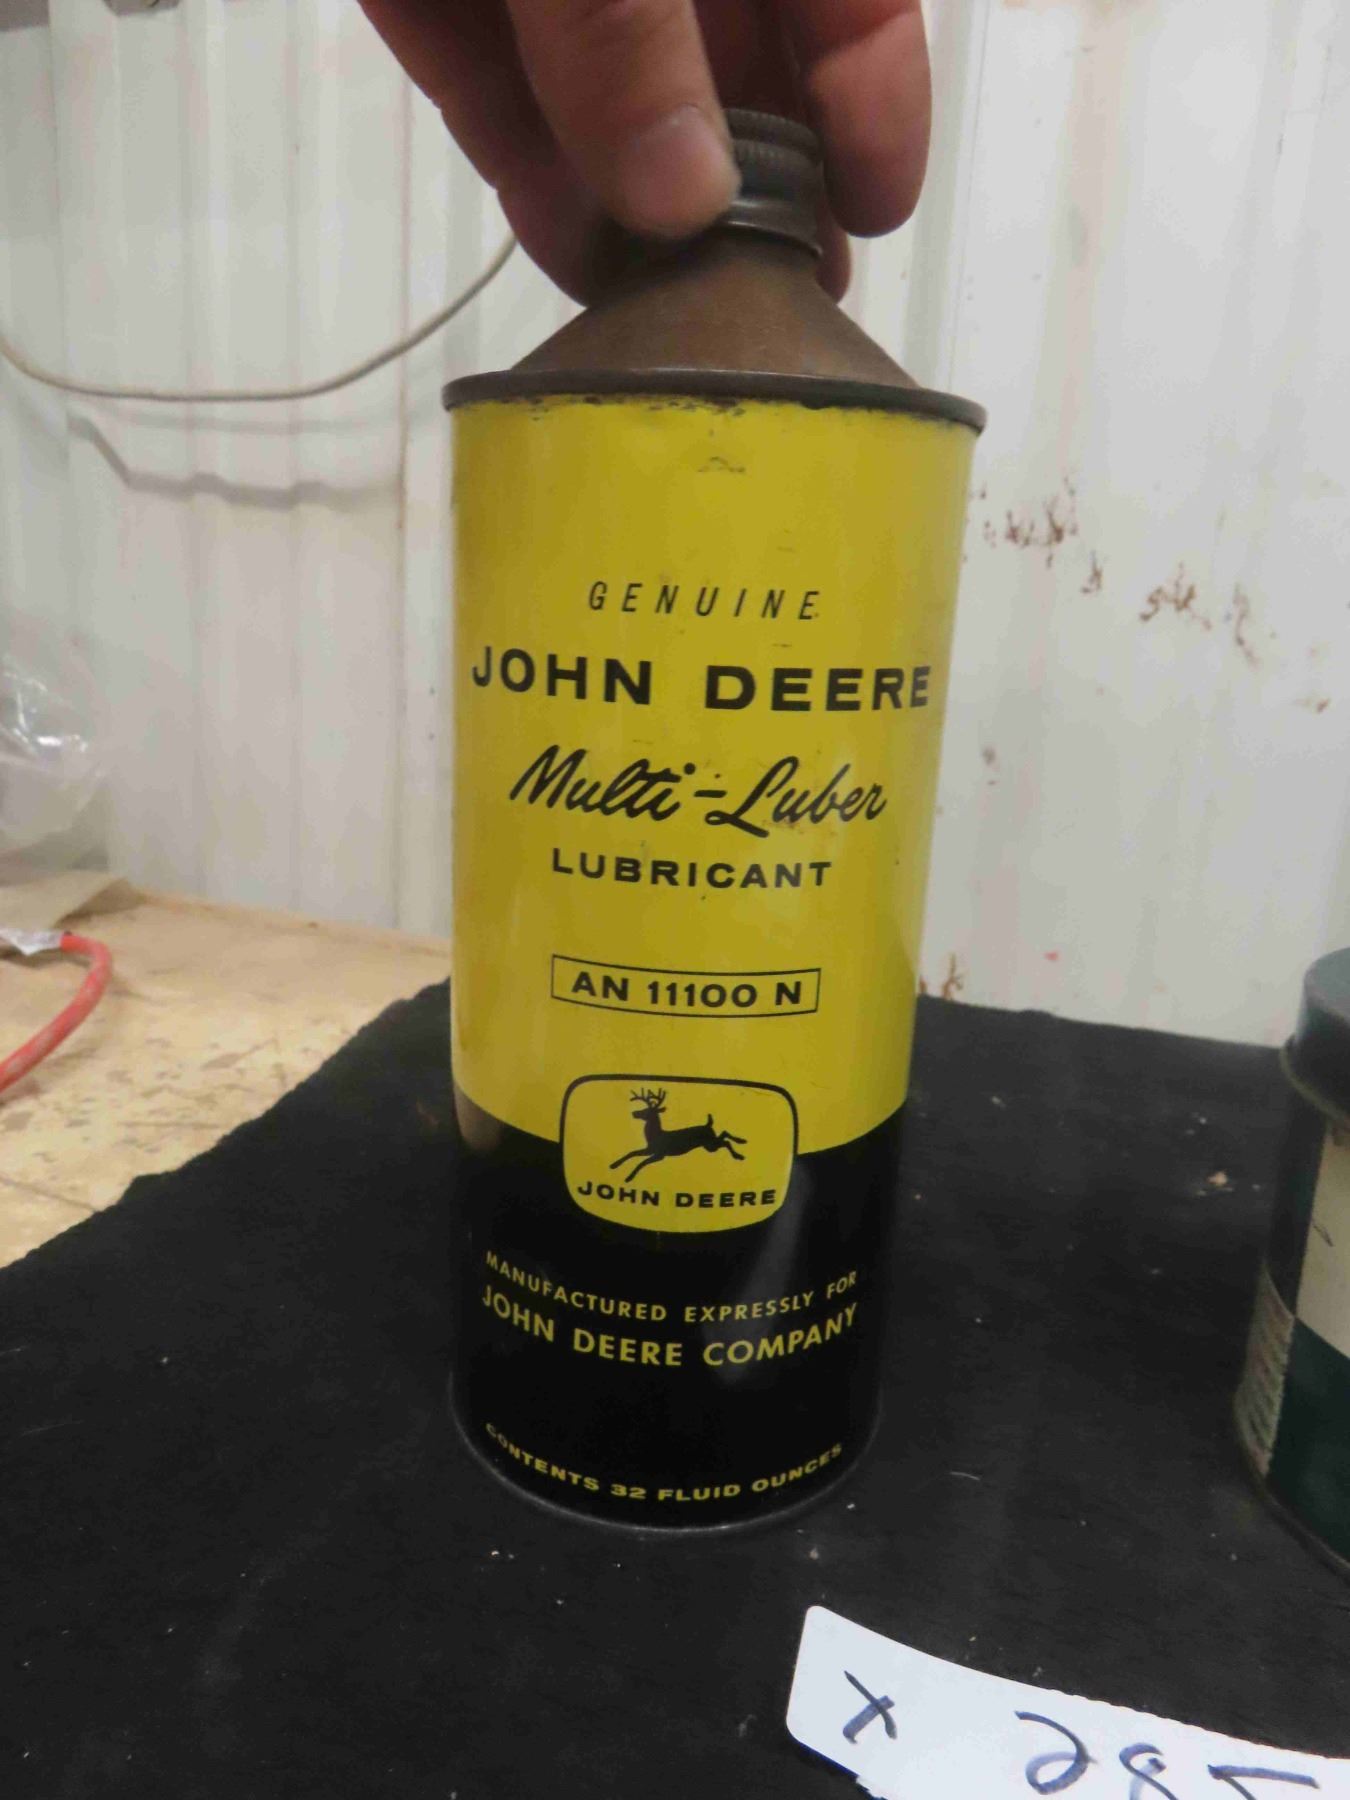 GENUINE
JOHN DEERE
Multi-Luber
LUBRICANT
AN 11100 N
JOHN DEERE
MANUFACTURED EXPRESSLY FOR
JOHN DEERE COMPANY
CONTENTS 32 FLUID OUNCES
X 285